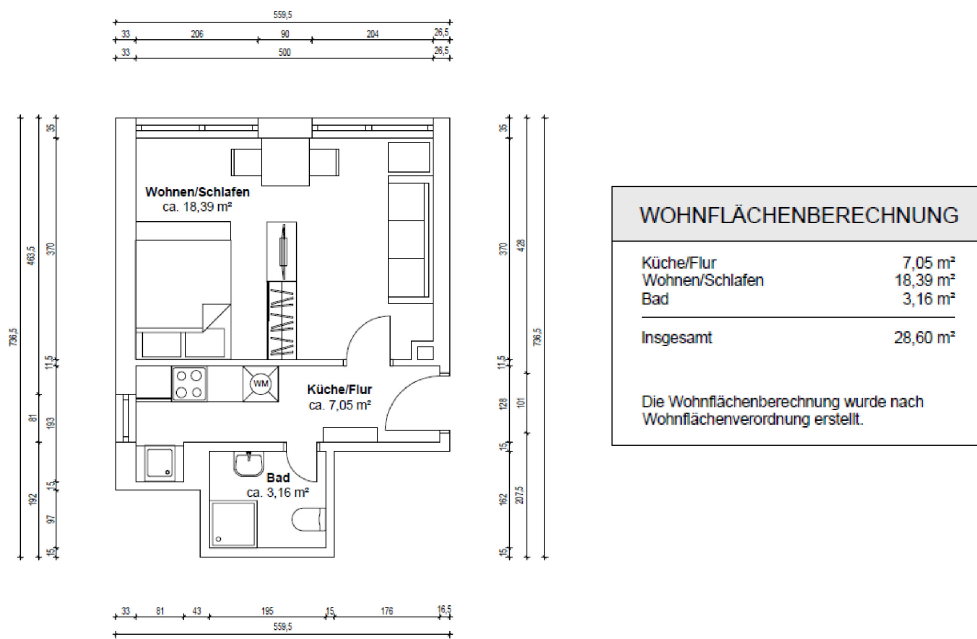 559,5
33 206 90 204 26,5
33 500 26,5
35 35
Wohnen/Schlafen
ca. 18,39 m²
736,5 463,5 370 370 428 736,5
11,5 11,5
WM
Küche/Flur
ca. 7,05 m²
81 193 128 101
15
Bad
ca. 3,16 m²
192 15 162 207,5
97
15 15
33 81 43 195 15 176 16,5
559,5
WOHNFLÄCHENBERECHNUNG
Küche/Flur 7,05 m²
Wohnen/Schlafen 18,39 m²
Bad 3,16 m²
Insgesamt 28,60 m²
Die Wohnflächenberechnung wurde nach
Wohnflächenverordnung erstellt.